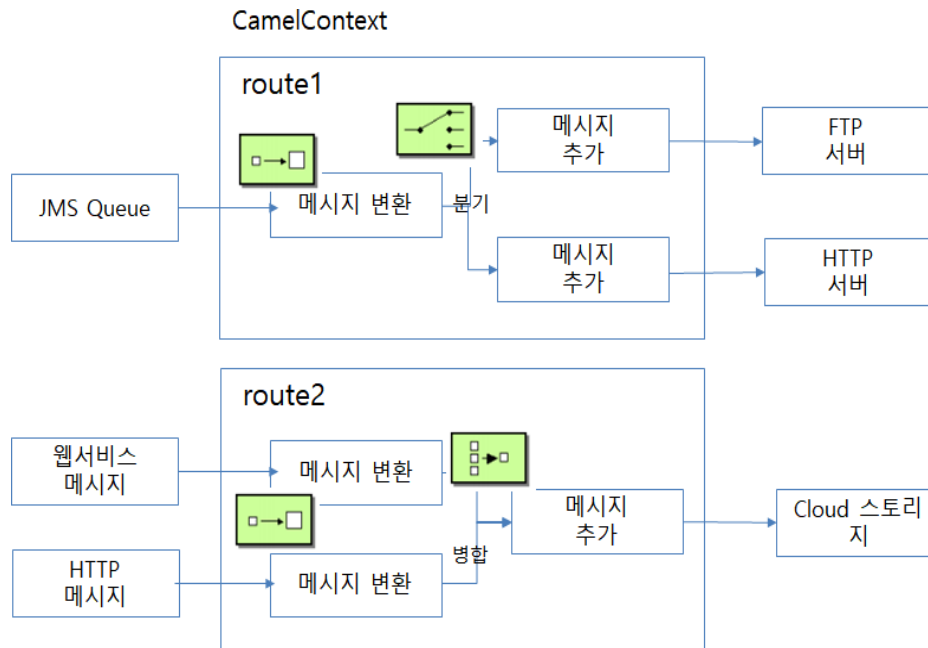 CamelContext
route1
메시지
추가
FTP
서버
JMS Queue
메시지 변환
분기
메시지
추가
HTTP
서버
route2
웹서비스
메시지
메시지 변환
메시지
추가
Cloud 스토리
지
병합
HTTP
메시지
메시지 변환